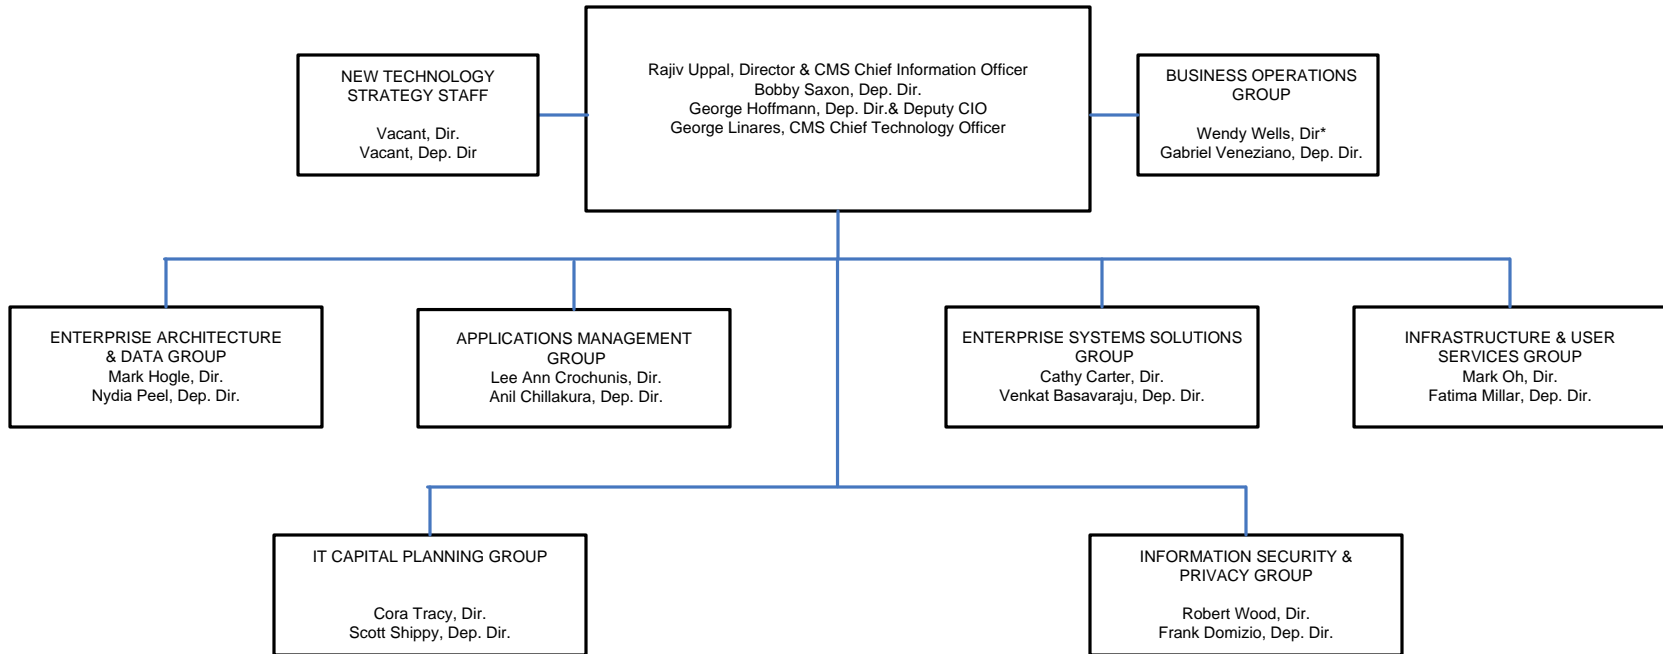 Rajiv Uppal, Director & CMS Chief Information Officer
Bobby Saxon, Dep. Dir.
George Hoffmann, Dep. Dir.& Deputy CIO
George Linares, CMS Chief Technology Officer
NEW TECHNOLOGY
STRATEGY STAFF
Vacant, Dir.
Vacant, Dep. Dir
BUSINESS OPERATIONS
GROUP
Wendy Wells, Dir*
Gabriel Veneziano, Dep. Dir.
ENTERPRISE ARCHITECTURE
& DATA GROUP
Mark Hogle, Dir.
Nydia Peel, Dep. Dir.
APPLICATIONS MANAGEMENT
GROUP
Lee Ann Crochunis, Dir.
Anil Chillakura, Dep. Dir.
ENTERPRISE SYSTEMS SOLUTIONS
GROUP
Cathy Carter, Dir.
Venkat Basavaraju, Dep. Dir.
INFRASTRUCTURE & USER
SERVICES GROUP
Mark Oh, Dir.
Fatima Millar, Dep. Dir.
IT CAPITAL PLANNING GROUP
Cora Tracy, Dir.
Scott Shippy, Dep. Dir.
INFORMATION SECURITY &
PRIVACY GROUP
Robert Wood, Dir.
Frank Domizio, Dep. Dir.